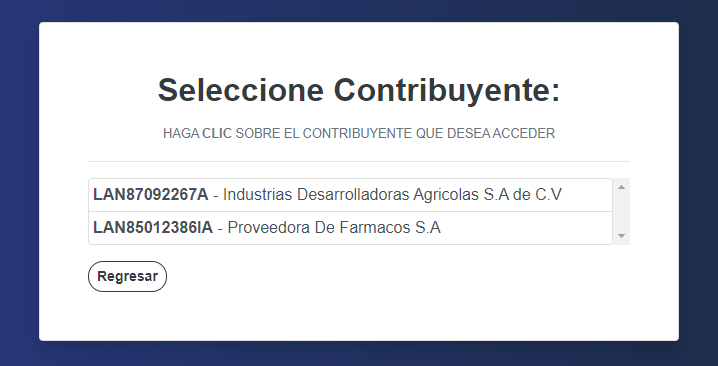 Seleccione Contribuyente:
HAGA CLIC SOBRE EL CONTRIBUYENTE QUE DESEA ACCEDER
LAN87092267A - Industrias Desarrolladoras Agricolas S.A de C.V
LAN85012386IA - Proveedora De Farmacos S.A
Regresar